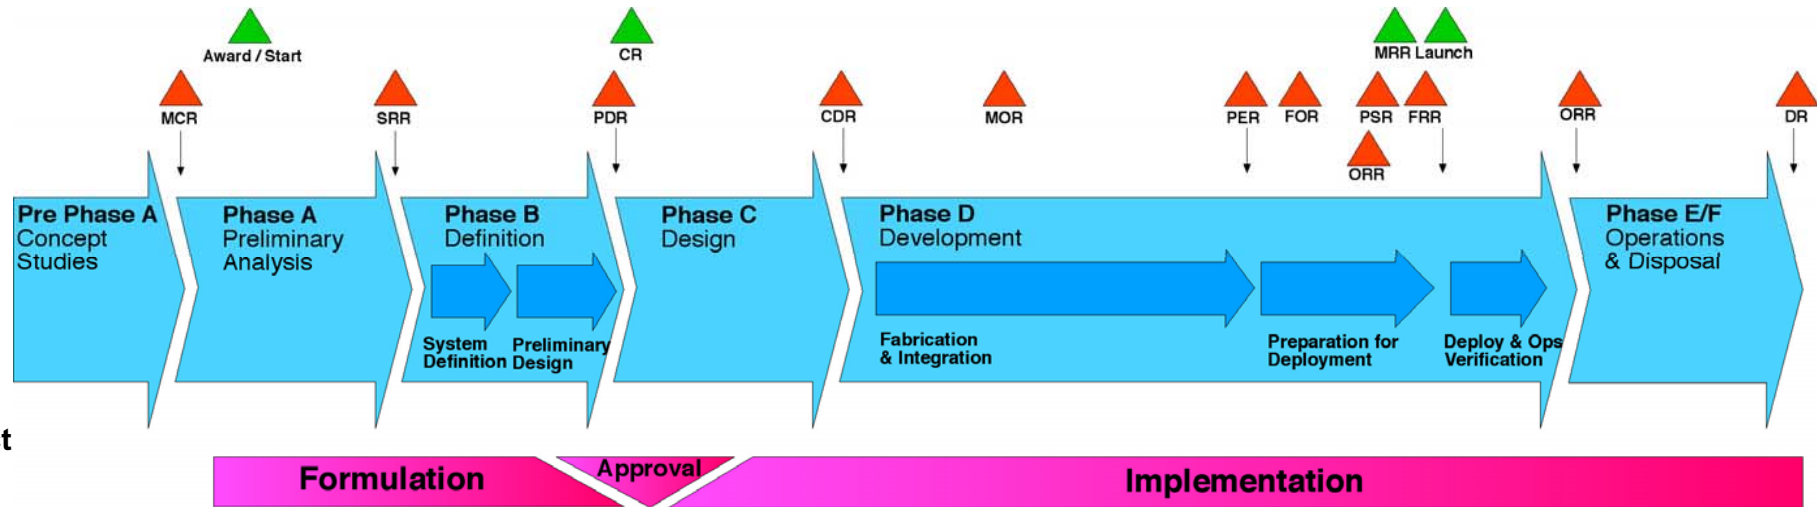 Award / Start
CR
MRR Launch
MCR
SRR
PDR
CDR
MOR
PER
FOR
PSR
FRR
ORR
DR
ORR
Pre Phase A
Concept
Studies
Phase A
Preliminary
Analysis
Phase B
Definition
System
Definition
Preliminary
Design
Phase C
Design
Phase D
Development
Fabrication
& Integration
Preparation for
Deployment
Deploy & Ops
Verification
Phase E/F
Operations
& Disposal
Formulation
Approval
Implementation